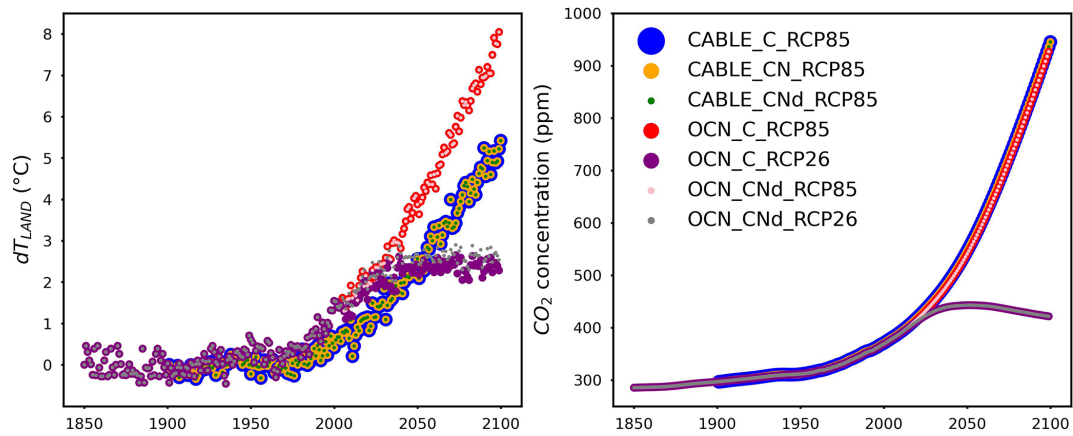 8
7
6
5
4
3
2
1
0
dT_LAND (°C)
1850 1900 1950 2000 2050 2100
1000
900
800
700
600
500
400
300
CO₂ concentration (ppm)
CABLE_C_RCP85
CABLE_CN_RCP85
CABLE_CNd_RCP85
OCN_C_RCP85
OCN_C_RCP26
OCN_CNd_RCP85
OCN_CNd_RCP26
1850 1900 1950 2000 2050 2100